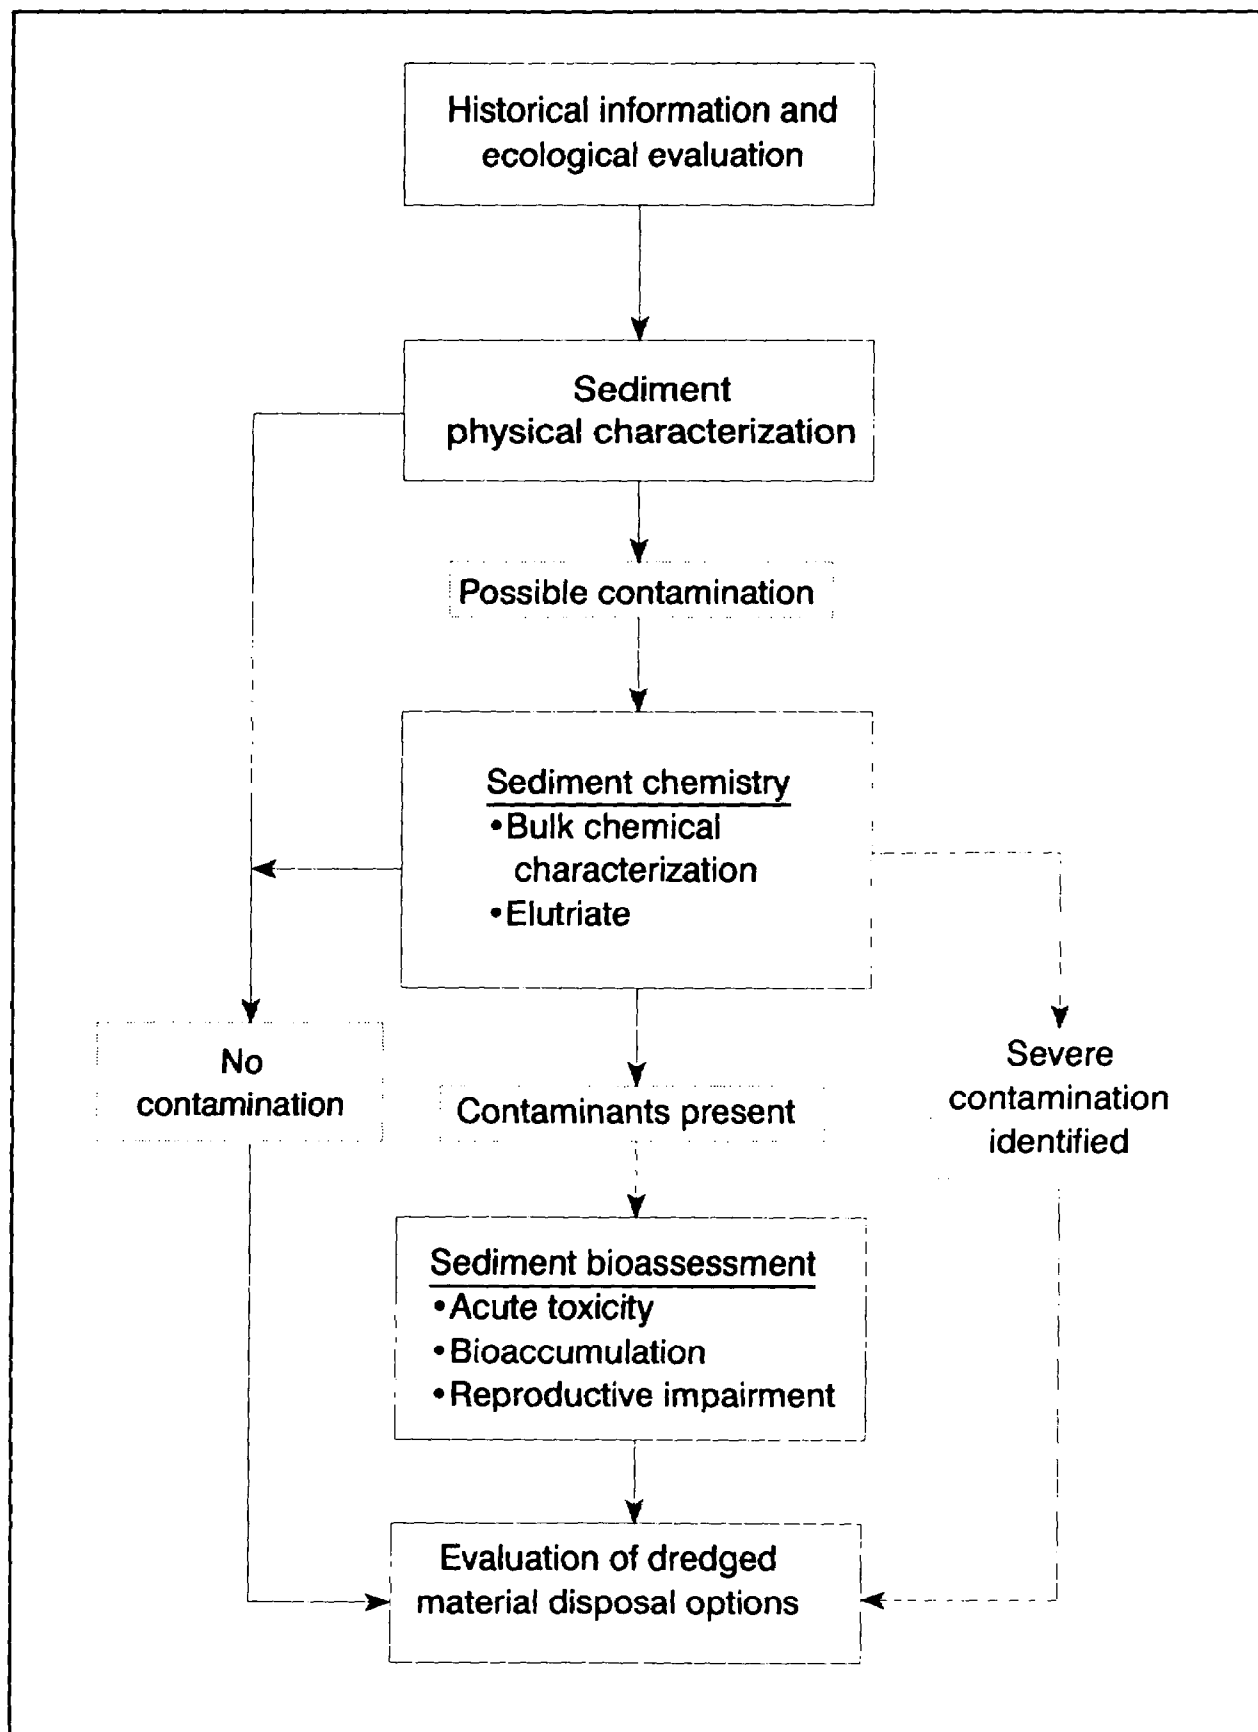 Historical information and
ecological evaluation
Sediment
physical characterization
Possible contamination
Sediment chemistry
•Bulk chemical
characterization
•Elutriate
No
contamination
Contaminants present
Severe
contamination
identified
Sediment bioassessment
•Acute toxicity
•Bioaccumulation
•Reproductive impairment
Evaluation of dredged
material disposal options